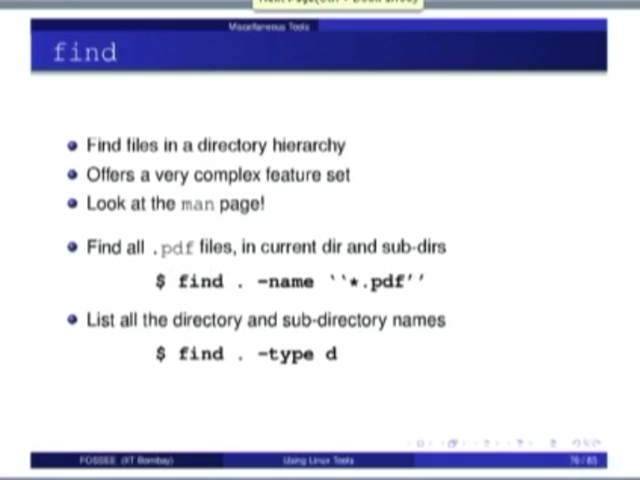 Miscellaneous Tools
find
Find files in a directory hierarchy
Offers a very complex feature set
Look at the man page!
Find all .pdf files, in current dir and sub-dirs
$ find . -name ``*.pdf''
List all the directory and sub-directory names
$ find . -type d
FOSSEE (IIT Bombay) Using Linux Tools